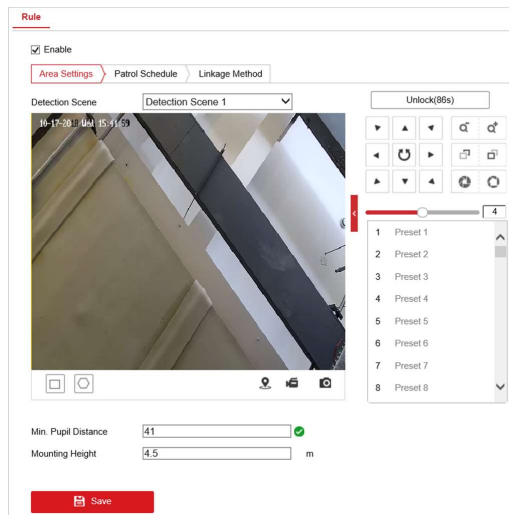 Rule
Enable
Area Settings Patrol Schedule Linkage Method
Detection Scene Detection Scene 1
Unlock(86s)
4
1 Preset 1
2 Preset 2
3 Preset 3
4 Preset 4
5 Preset 5
6 Preset 6
7 Preset 7
8 Preset 8
Min. Pupil Distance 41
Mounting Height 4.5 m
Save